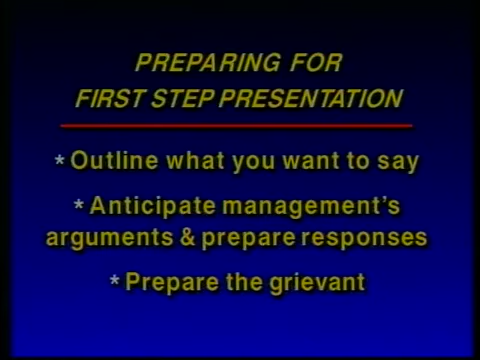 PREPARING FOR
FIRST STEP PRESENTATION
* Outline what you want to say
* Anticipate management's
arguments & prepare responses
* Prepare the grievant